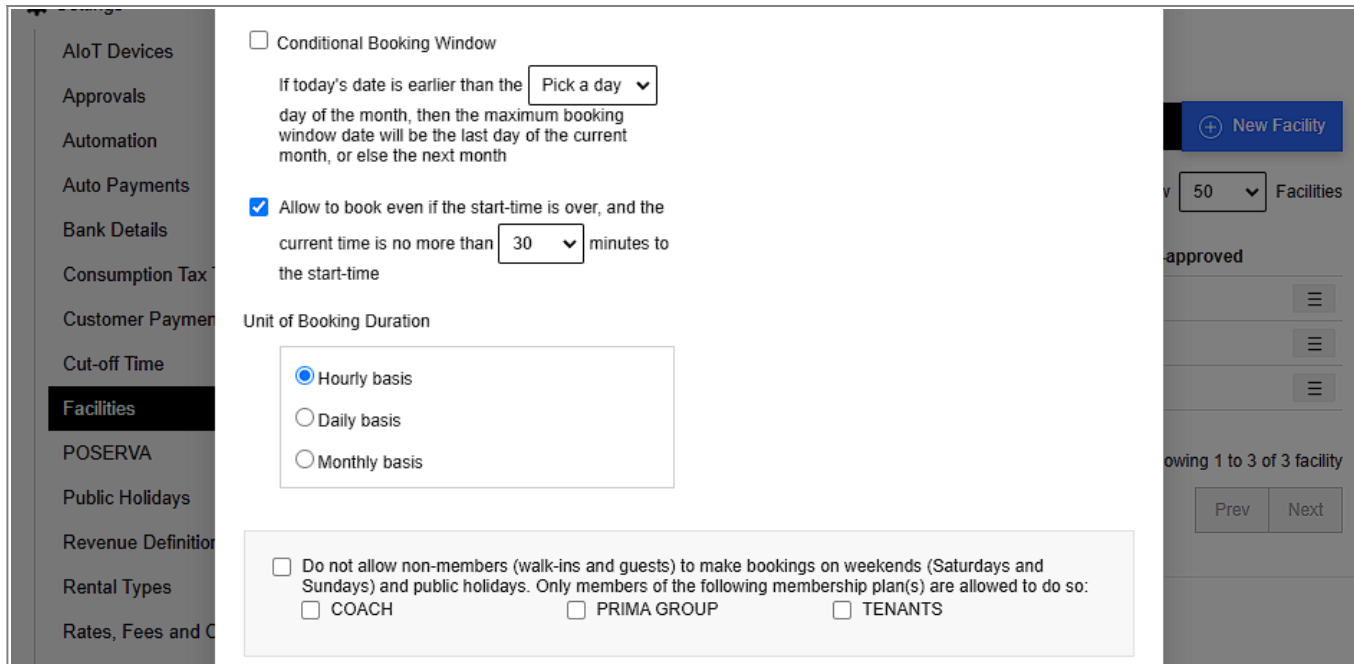 Settings
AIoT Devices
Approvals
Automation
Auto Payments
Bank Details
Consumption Tax
Customer Paymen
Cut-off Time
Facilities
POSERVA
Public Holidays
Revenue Definition
Rental Types
Rates, Fees and C
Conditional Booking Window
If today's date is earlier than the Pick a day
day of the month, then the maximum booking
window date will be the last day of the current
month, or else the next month
Allow to book even if the start-time is over, and the
current time is no more than 30 minutes to
the start-time
Unit of Booking Duration
Hourly basis
Daily basis
Monthly basis
Do not allow non-members (walk-ins and guests) to make bookings on weekends (Saturdays and
Sundays) and public holidays. Only members of the following membership plan(s) are allowed to do so:
COACH PRIMA GROUP TENANTS
New Facility
50 Facilities
-approved
owing 1 to 3 of 3 facility
Prev Next